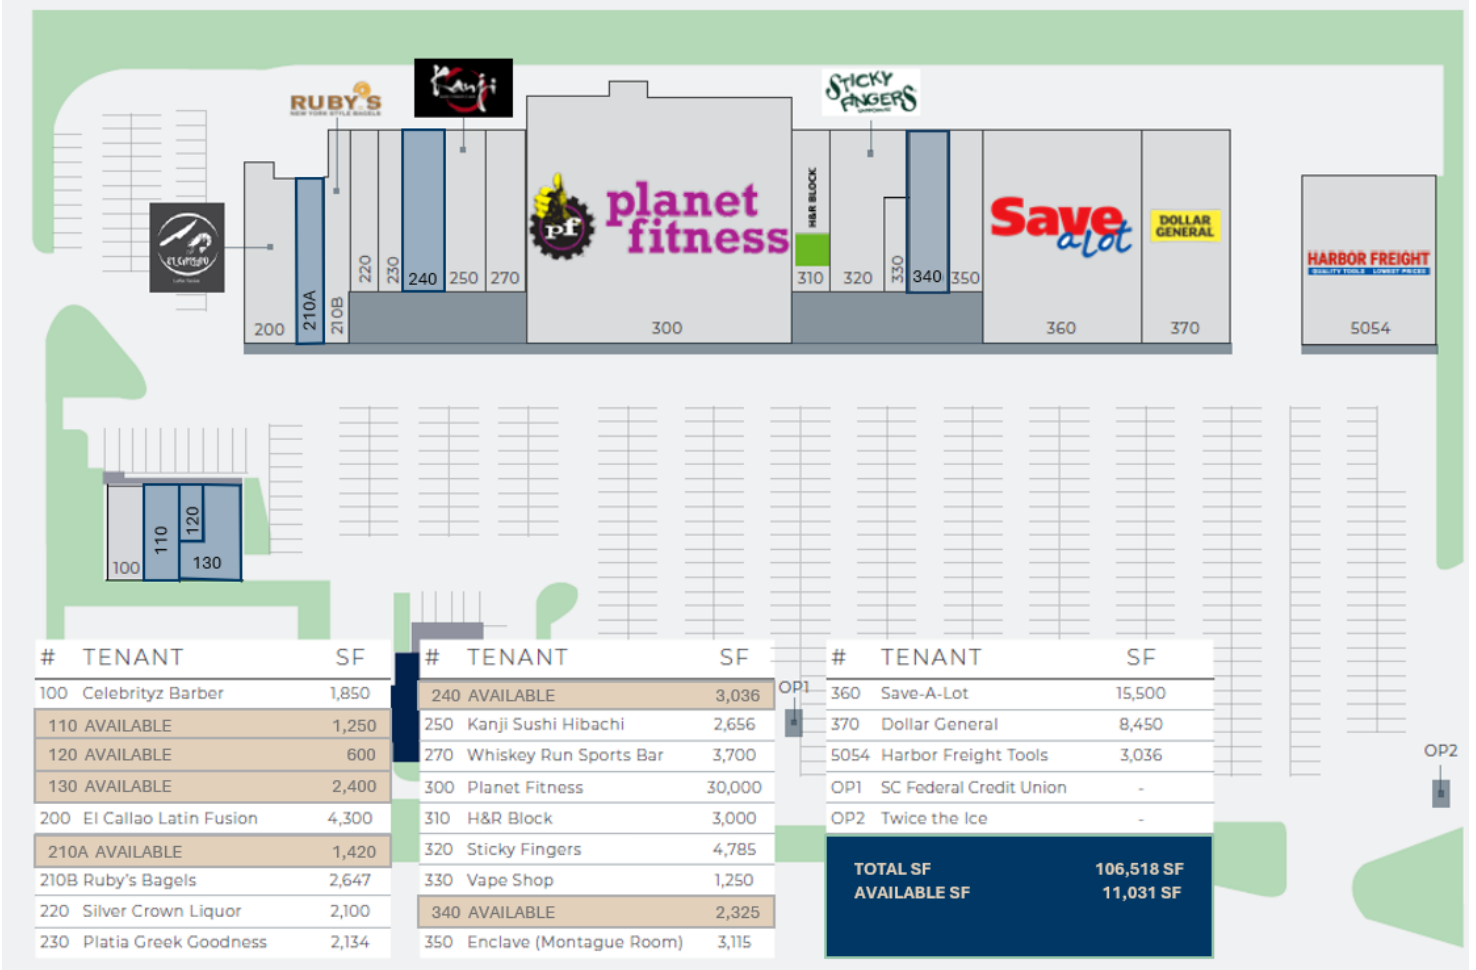 RUBY'S
NEW YORK STYLE BAGELS
Kanji
STICKY
FINGERS
H&R BLOCK
planet
fitness
pf
Save
a lot
DOLLAR
GENERAL
HARBOR FREIGHT
QUALITY TOOLS LOWEST PRICES
200
210A
210B
220
230
240
250
270
300
310
320
330
340
350
360
370
5054
100
110
120
130
OP1
OP2
# TENANT SF
100 Celebrityz Barber 1,850
110 AVAILABLE 1,250
120 AVAILABLE 600
130 AVAILABLE 2,400
200 El Callao Latin Fusion 4,300
210A AVAILABLE 1,420
210B Ruby's Bagels 2,647
220 Silver Crown Liquor 2,100
230 Platia Greek Goodness 2,134
# TENANT SF
240 AVAILABLE 3,036
250 Kanji Sushi Hibachi 2,656
270 Whiskey Run Sports Bar 3,700
300 Planet Fitness 30,000
310 H&R Block 3,000
320 Sticky Fingers 4,785
330 Vape Shop 1,250
340 AVAILABLE 2,325
350 Enclave (Montague Room) 3,115
# TENANT SF
360 Save-A-Lot 15,500
370 Dollar General 8,450
5054 Harbor Freight Tools 3,036
OP1 SC Federal Credit Union -
OP2 Twice the Ice -
TOTAL SF 106,518 SF
AVAILABLE SF 11,031 SF